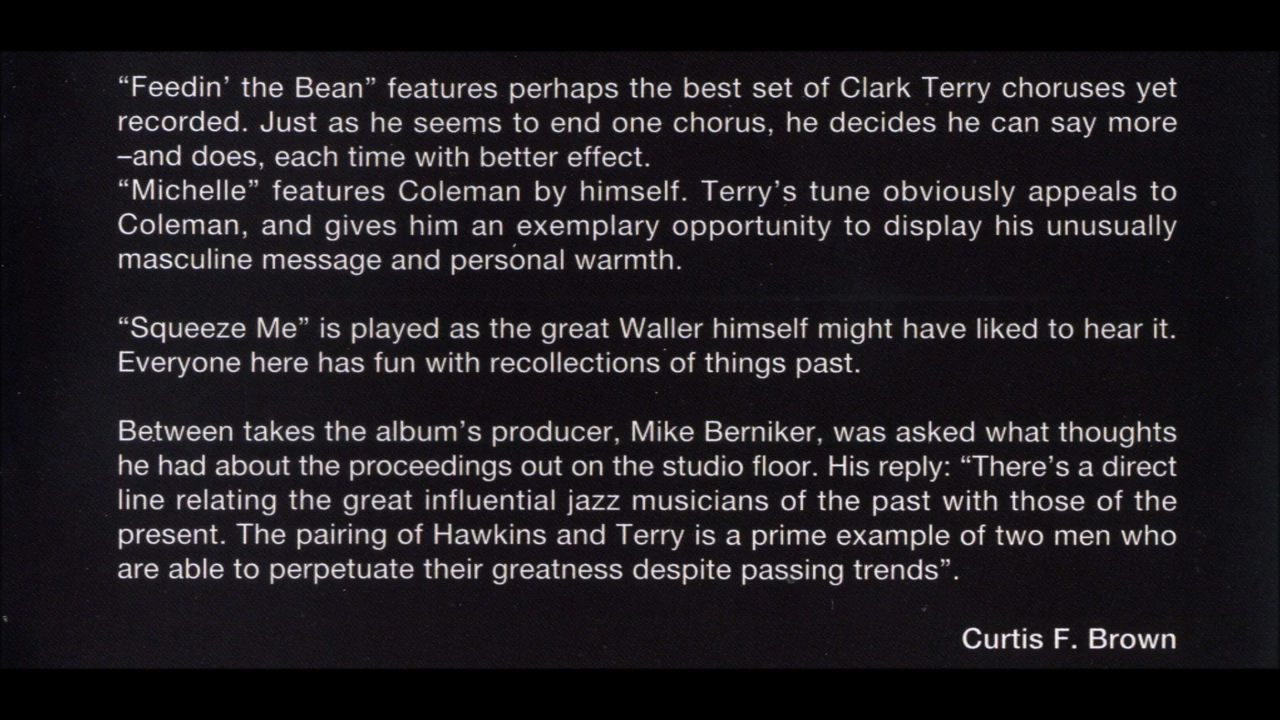 “Feedin’ the Bean” features perhaps the best set of Clark Terry choruses yet
recorded. Just as he seems to end one chorus, he decides he can say more
–and does, each time with better effect.
“Michelle” features Coleman by himself. Terry’s tune obviously appeals to
Coleman, and gives him an exemplary opportunity to display his unusually
masculine message and personal warmth.
“Squeeze Me” is played as the great Waller himself might have liked to hear it.
Everyone here has fun with recollections of things past.
Between takes the album’s producer, Mike Berniker, was asked what thoughts
he had about the proceedings out on the studio floor. His reply: “There’s a direct
line relating the great influential jazz musicians of the past with those of the
present. The pairing of Hawkins and Terry is a prime example of two men who
are able to perpetuate their greatness despite passing trends”.
Curtis F. Brown